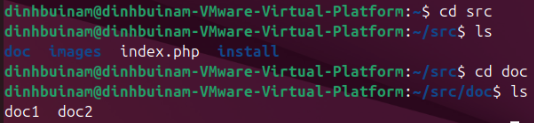 dinhbuinam@dinhbuinam-VMware-Virtual-Platform:~$ cd src
dinhbuinam@dinhbuinam-VMware-Virtual-Platform:~/src$ ls
doc  images  index.php  install
dinhbuinam@dinhbuinam-VMware-Virtual-Platform:~/src$ cd doc
dinhbuinam@dinhbuinam-VMware-Virtual-Platform:~/src/doc$ ls
doc1  doc2